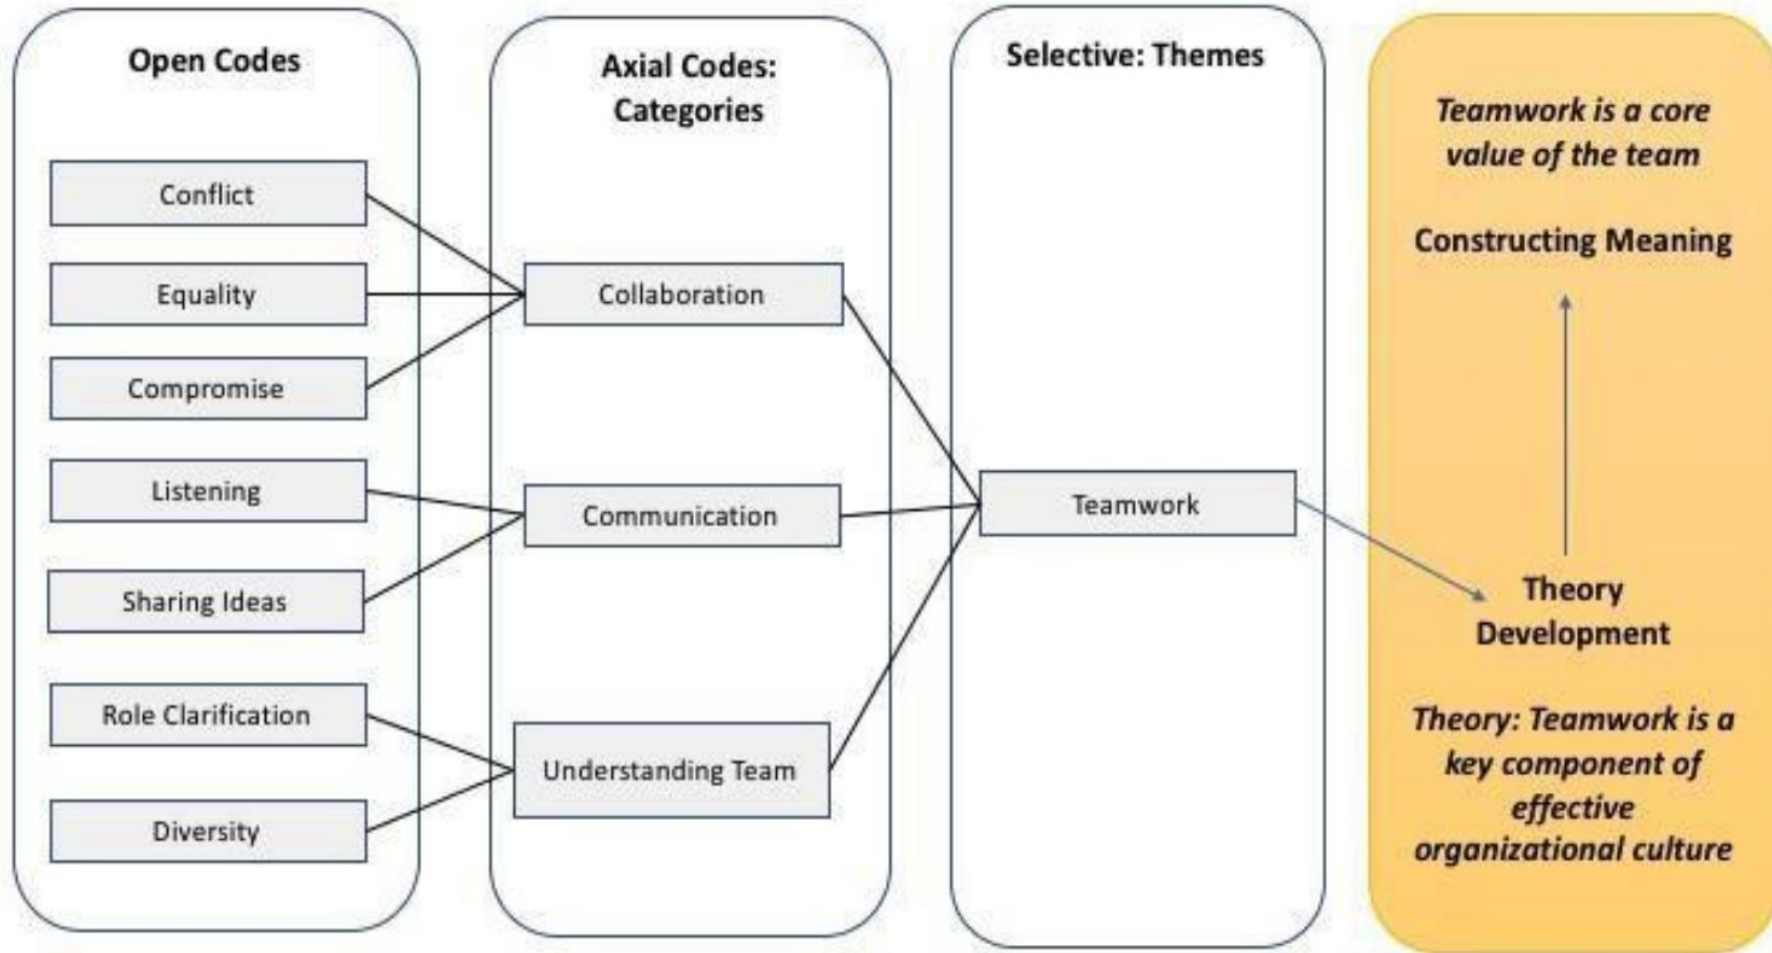 Open Codes
Conflict
Equality
Compromise
Listening
Sharing Ideas
Role Clarification
Diversity
Axial Codes:
Categories
Collaboration
Communication
Understanding Team
Selective: Themes
Teamwork
Teamwork is a core
value of the team
Constructing Meaning
Theory
Development
Theory: Teamwork is a
key component of
effective
organizational culture